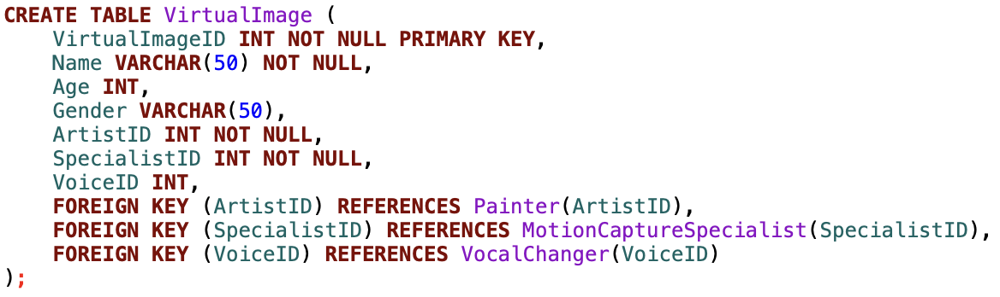 CREATE TABLE VirtualImage (
    VirtualImageID INT NOT NULL PRIMARY KEY,
    Name VARCHAR(50) NOT NULL,
    Age INT,
    Gender VARCHAR(50),
    ArtistID INT NOT NULL,
    SpecialistID INT NOT NULL,
    VoiceID INT,
    FOREIGN KEY (ArtistID) REFERENCES Painter(ArtistID),
    FOREIGN KEY (SpecialistID) REFERENCES MotionCaptureSpecialist(SpecialistID),
    FOREIGN KEY (VoiceID) REFERENCES VocalChanger(VoiceID)
);